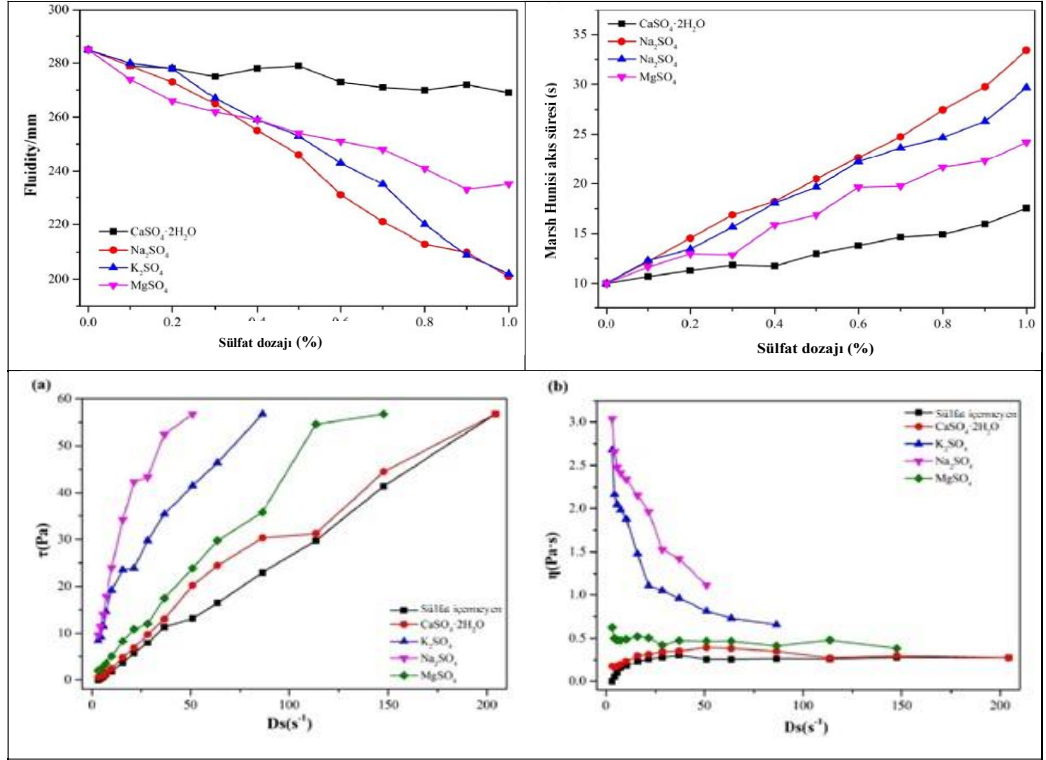 Fluidity/mm
300
280
260
240
220
200
CaSO₄·2H₂O
Na₂SO₄
K₂SO₄
MgSO₄
0.0 0.2 0.4 0.6 0.8 1.0
Sülfat dozajı (%)
Marsh Hunisi akıs süresi (s)
35
30
25
20
15
10
CaSO₄·2H₂O
Na₂SO₄
Na₂SO₄
MgSO₄
0.0 0.2 0.4 0.6 0.8 1.0
Sülfat dozajı (%)
(a)
τ(Pa)
60
50
40
30
20
10
0
Sülfat içermeyen
CaSO₄·2H₂O
K₂SO₄
Na₂SO₄
MgSO₄
0 50 100 150 200
Ds(s⁻¹)
(b)
η(Pa·s)
3.0
2.5
2.0
1.5
1.0
0.5
0.0
Sülfat içermeyen
CaSO₄·2H₂O
K₂SO₄
Na₂SO₄
MgSO₄
0 50 100 150 200
Ds(s⁻¹)